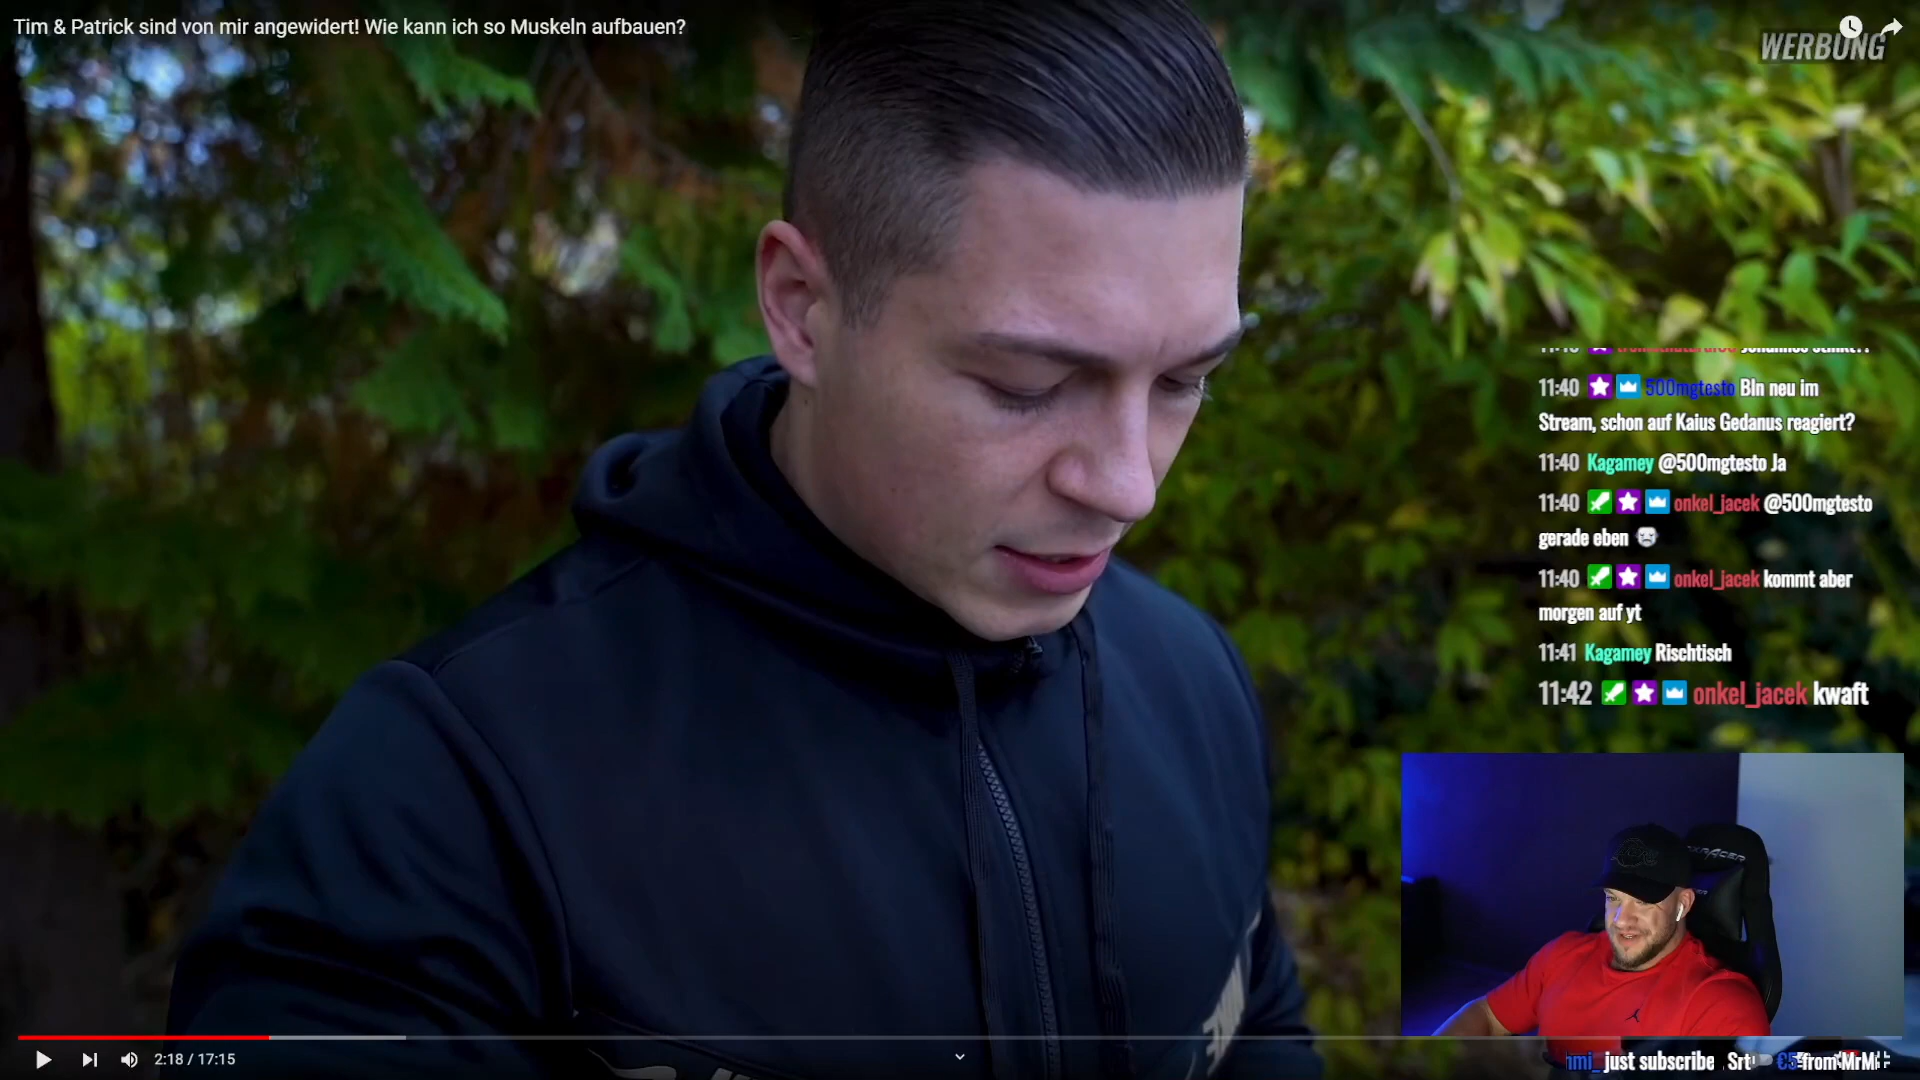 Tim & Patrick sind von mir angewidert! Wie kann ich so Muskeln aufbauen?
WERBUNG
11:40 500mgtesto Bln neu im
Stream, schon auf Kaius Gedanus reagiert?
11:40 Kagamey @500mgtesto Ja
11:40 onkel_jacek @500mgtesto
gerade eben
11:40 onkel_jacek kommt aber
morgen auf yt
11:41 Kagamey Rischtisch
11:42 onkel_jacek kwaft
2:18 / 17:15
just subscribe
from MrM